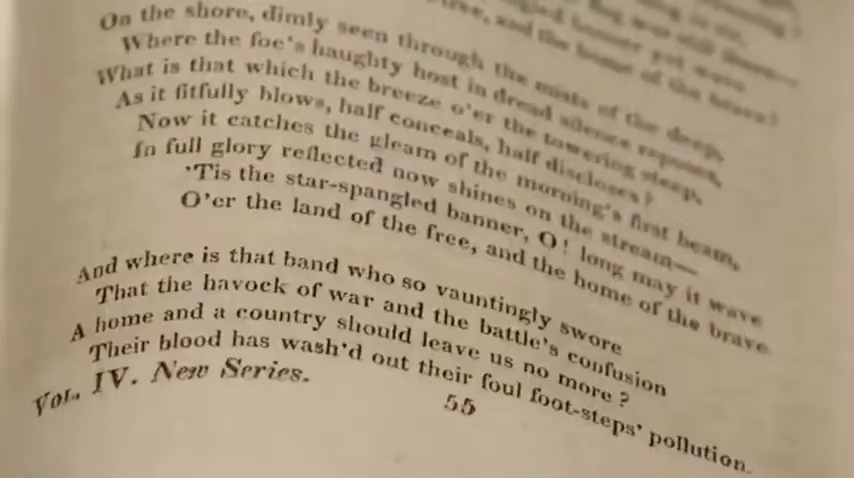 and the home of the brave?
On the shore, dimly seen through the mists of the deep,
Where the foe's haughty host in dread silence reposes,
What is that which the breeze o'er the towering steep,
As it fitfully blows, half conceals, half discloses?
Now it catches the gleam of the morning's first beam,
In full glory reflected now shines on the stream—
'Tis the star-spangled banner, O! long may it wave
O'er the land of the free, and the home of the brave
And where is that band who so vauntingly swore
That the havock of war and the battle's confusion
A home and a country should leave us no more?
Their blood has wash'd out their foul foot-steps' pollution.
Vol. IV. New Series.
55